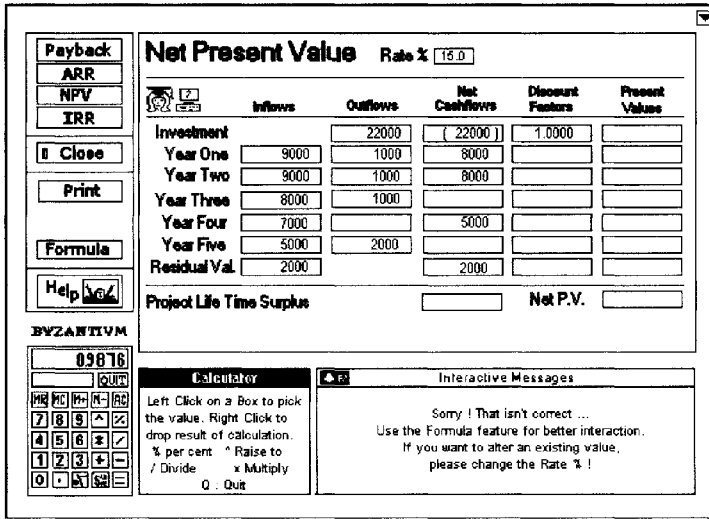 Payback
ARR
NPV
IRR
Close
Print
Formula
Help
BYZANTIVM
0.9876
QUIT
MR MC M+ M- AC
7 8 9 ^ %
4 5 6 * /
1 2 3 + -
0 . =
Net Present Value Rate % 15.0
Inflows Outflows Net Cashflows Discount Factors Present Values
Investment 22000 ( 22000 ) 1.0000
Year One 9000 1000 8000
Year Two 9000 1000 8000
Year Three 8000 1000
Year Four 7000 5000
Year Five 5000 2000
Residual Val. 2000 2000
Project Life Time Surplus Net P.V.
Calculator
Left Click on a Box to pick
the value. Right Click to
drop result of calculation.
% per cent ^ Raise to
/ Divide x Multiply
Q : Quit
Interactive Messages
Sorry ! That isn't correct ...
Use the Formula feature for better interaction.
If you want to alter an existing value,
please change the Rate % !